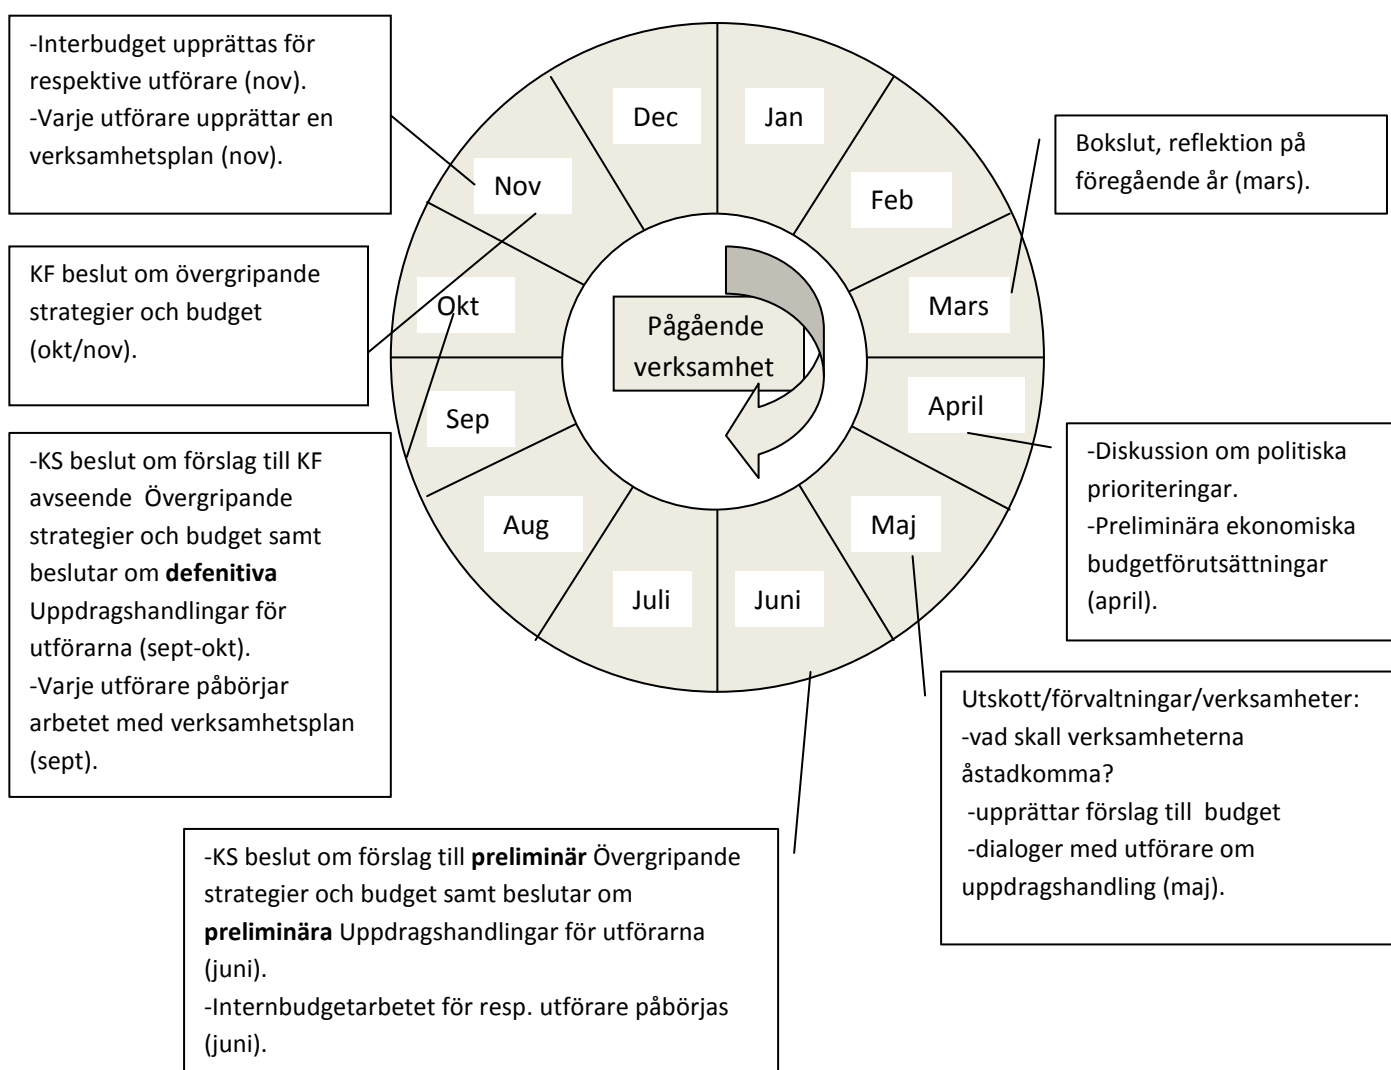 -Interbudget upprättas för
respektive utförare (nov).
-Varje utförare upprättar en
verksamhetsplan (nov).
KF beslut om övergripande
strategier och budget
(okt/nov).
-KS beslut om förslag till KF
avseende Övergripande
strategier och budget samt
beslutar om defenitiva
Uppdragshandlingar för
utförarna (sept-okt).
-Varje utförare påbörjar
arbetet med verksamhetsplan
(sept).
Dec
Jan
Nov
Feb
Okt
Mars
Pågående
verksamhet
Sep
April
Aug
Maj
Juli
Juni
Bokslut, reflektion på
föregående år (mars).
-Diskussion om politiska
prioriteringar.
-Preliminära ekonomiska
budgetförutsättningar
(april).
Utskott/förvaltningar/verksamheter:
-vad skall verksamheterna
åstadkomma?
-upprättar förslag till budget
-dialoger med utförare om
uppdragshandling (maj).
-KS beslut om förslag till preliminär Övergripande
strategier och budget samt beslutar om
preliminära Uppdragshandlingar för utförarna
(juni).
-Internbudgetarbetet för resp. utförare påbörjas
(juni).